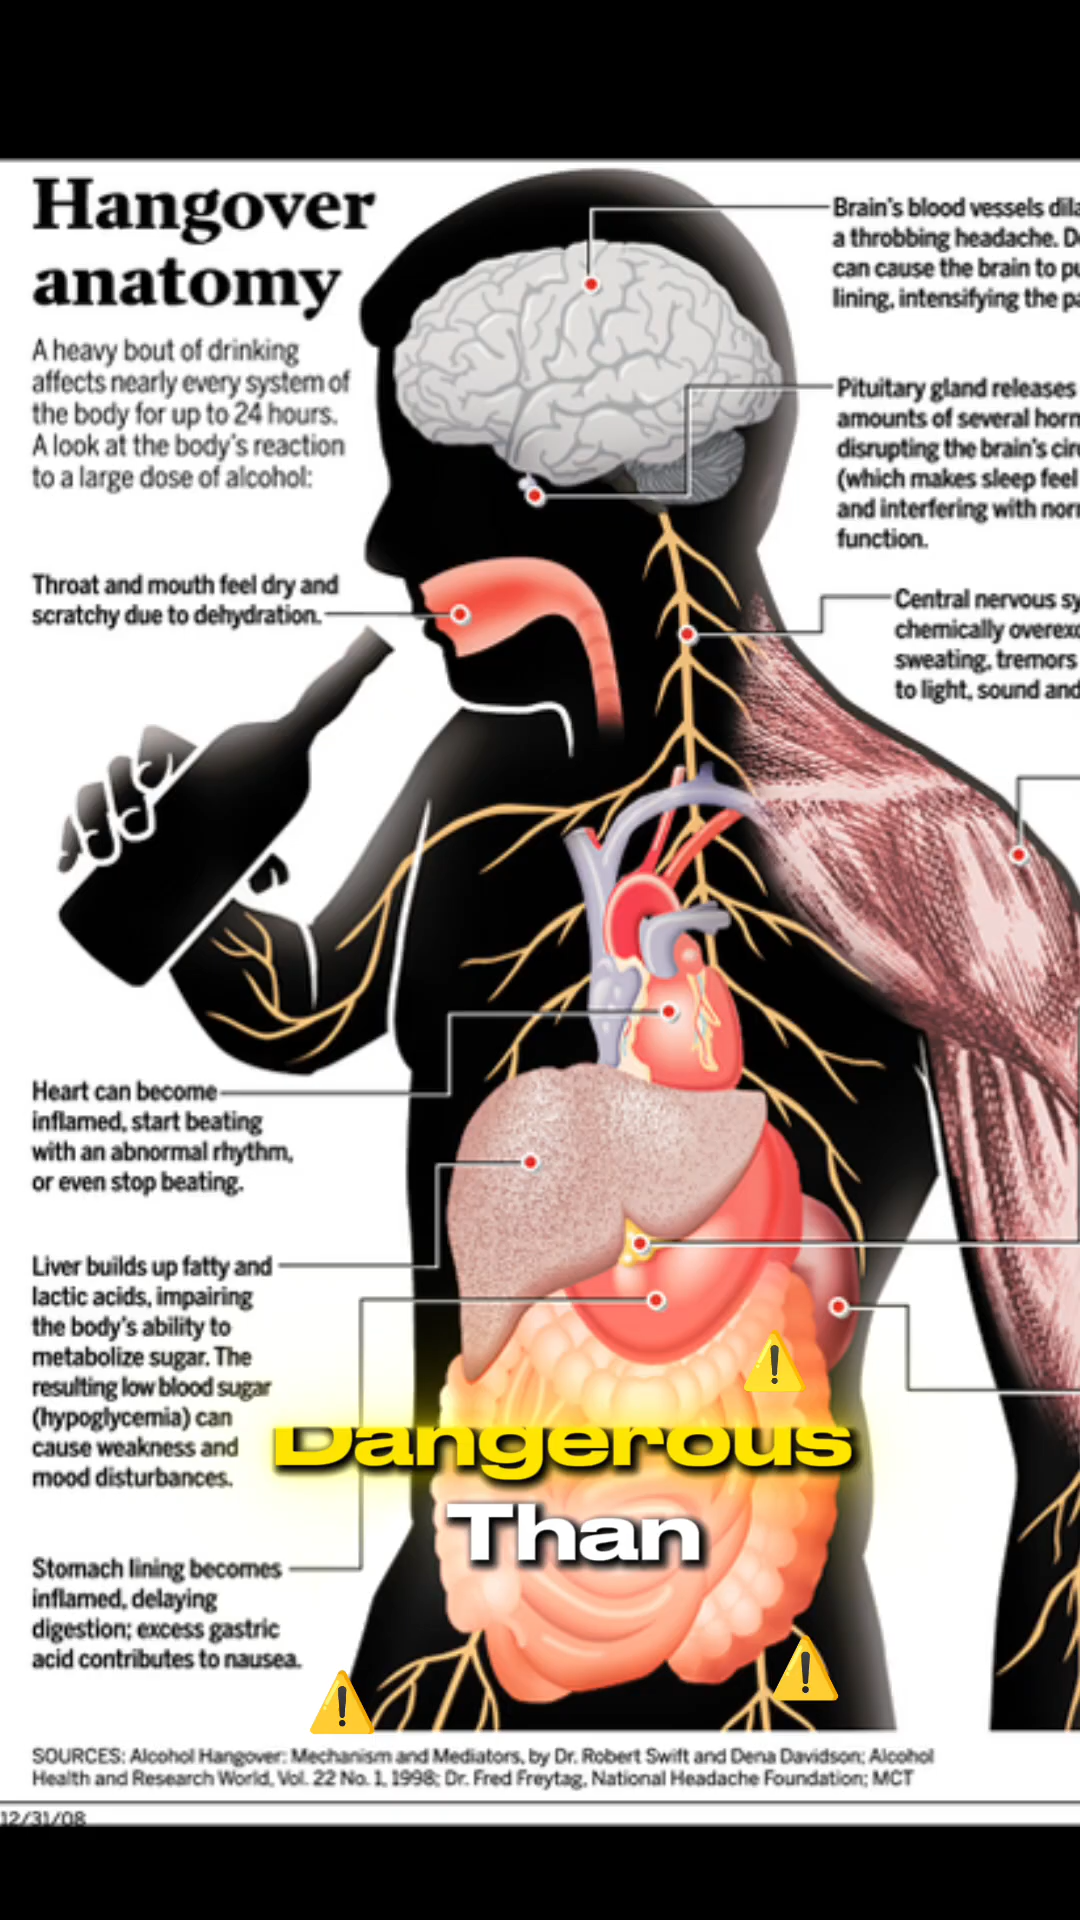 Hangover
anatomy
A heavy bout of drinking
affects nearly every system of
the body for up to 24 hours.
A look at the body's reaction
to a large dose of alcohol:
Throat and mouth feel dry and
scratchy due to dehydration.
Heart can become
inflamed, start beating
with an abnormal rhythm,
or even stop beating.
Liver builds up fatty and
lactic acids, impairing
the body's ability to
metabolize sugar. The
resulting low blood sugar
(hypoglycemia) can
cause weakness and
mood disturbances.
Stomach lining becomes
inflamed, delaying
digestion; excess gastric
acid contributes to nausea.
Brain's blood vessels
a throbbing headache.
can cause the brain to
lining, intensifying the
Pituitary gland releases
amounts of several
disrupting the brain's
(which makes sleep feel
and interfering with
function.
Central nervous
chemically
sweating, tremors
to light, sound and
Dangerous
Than
SOURCES: Alcohol Hangover: Mechanism and Mediators, by Dr. Robert Swift and Dena Davidson; Alcohol
Health and Research World, Vol. 22 No. 1, 1998; Dr. Fred Freytag, National Headache Foundation; MCT
12/31/08